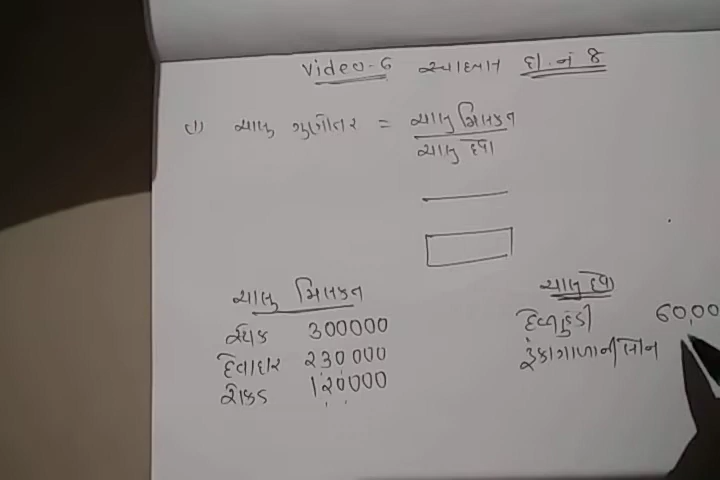 Video-6 સ્વાધ્યાય દા.નં 8
(1) ચાલુ ગુણોતર = ચાલુ મિલકત
ચાલુ દેવા
ચાલુ મિલકત
સ્ટોક 300000
દેવાદાર 230000
રોકડ 120000
ચાલુ દેવા
દેવીહુંડી 60,00
ટૂંકાગાળાની લોન